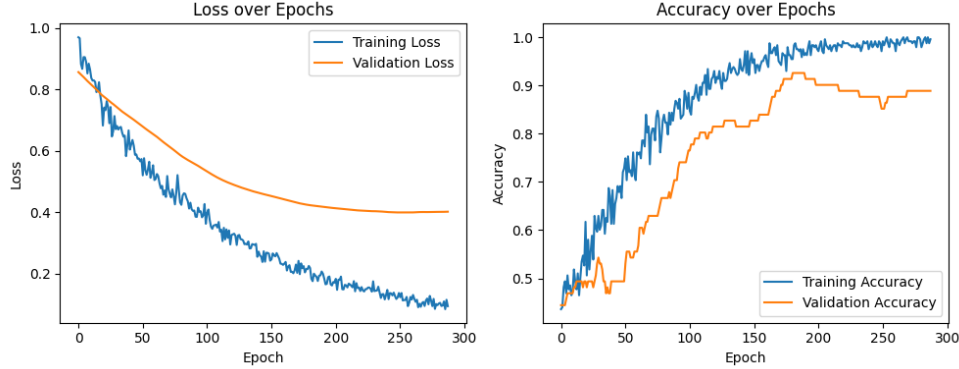 Loss over Epochs
Training Loss
Validation Loss
1.0
0.8
0.6
0.4
0.2
Loss
0
50
100
150
200
250
300
Epoch
Accuracy over Epochs
1.0
0.9
0.8
0.7
0.6
0.5
Accuracy
Training Accuracy
Validation Accuracy
0
50
100
150
200
250
300
Epoch